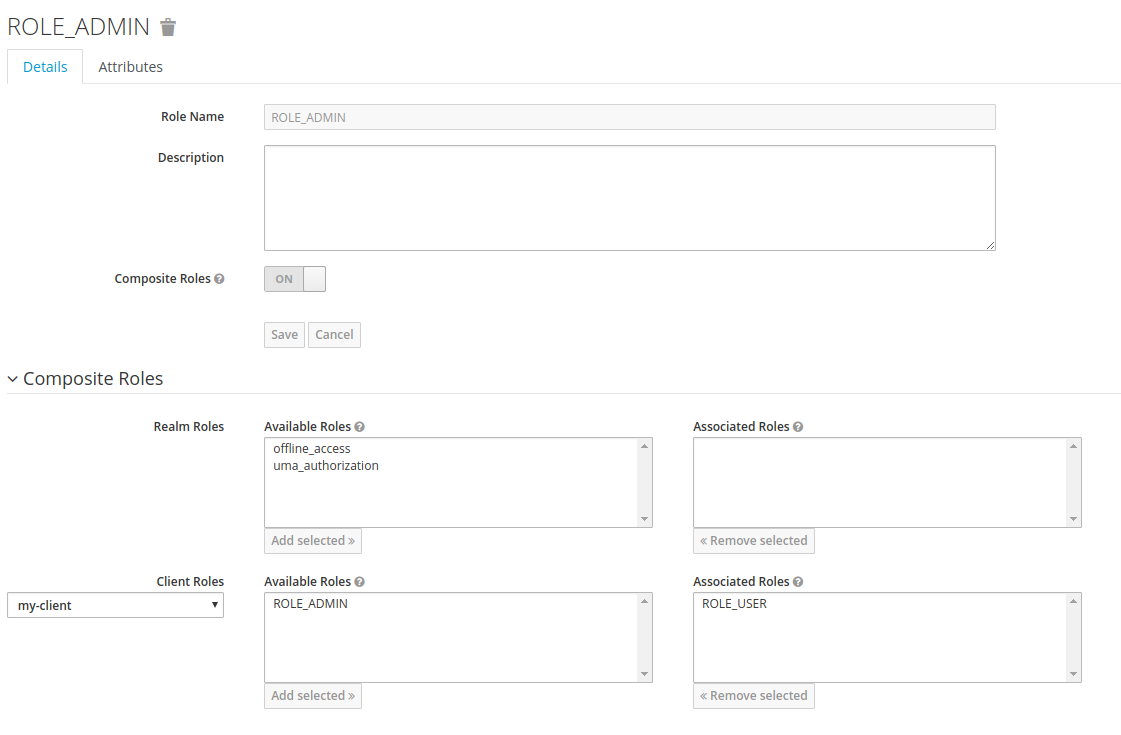 ROLE_ADMIN
Details Attributes
Role Name ROLE_ADMIN
Description
Composite Roles ON
Save Cancel
Composite Roles
Realm Roles Available Roles Associated Roles
offline_access
uma_authorization
Add selected » « Remove selected
Client Roles Available Roles Associated Roles
my-client ROLE_ADMIN ROLE_USER
Add selected » « Remove selected